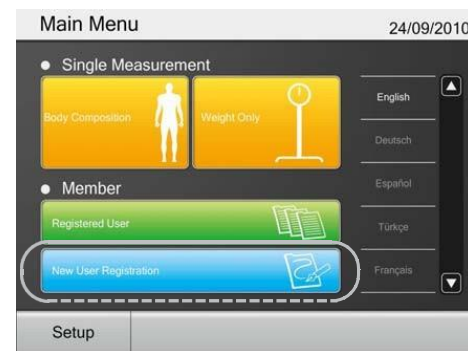 Main Menu
24/09/2010
Single Measurement
Body Composition
Weight Only
English
Deutsch
Español
Türkçe
Français
Member
Registered User
New User Registration
Setup